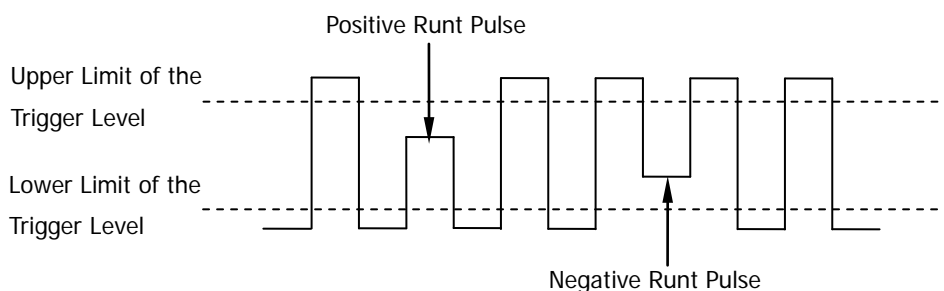 Positive Runt Pulse
Upper Limit of the
Trigger Level
Lower Limit of the
Trigger Level
Negative Runt Pulse